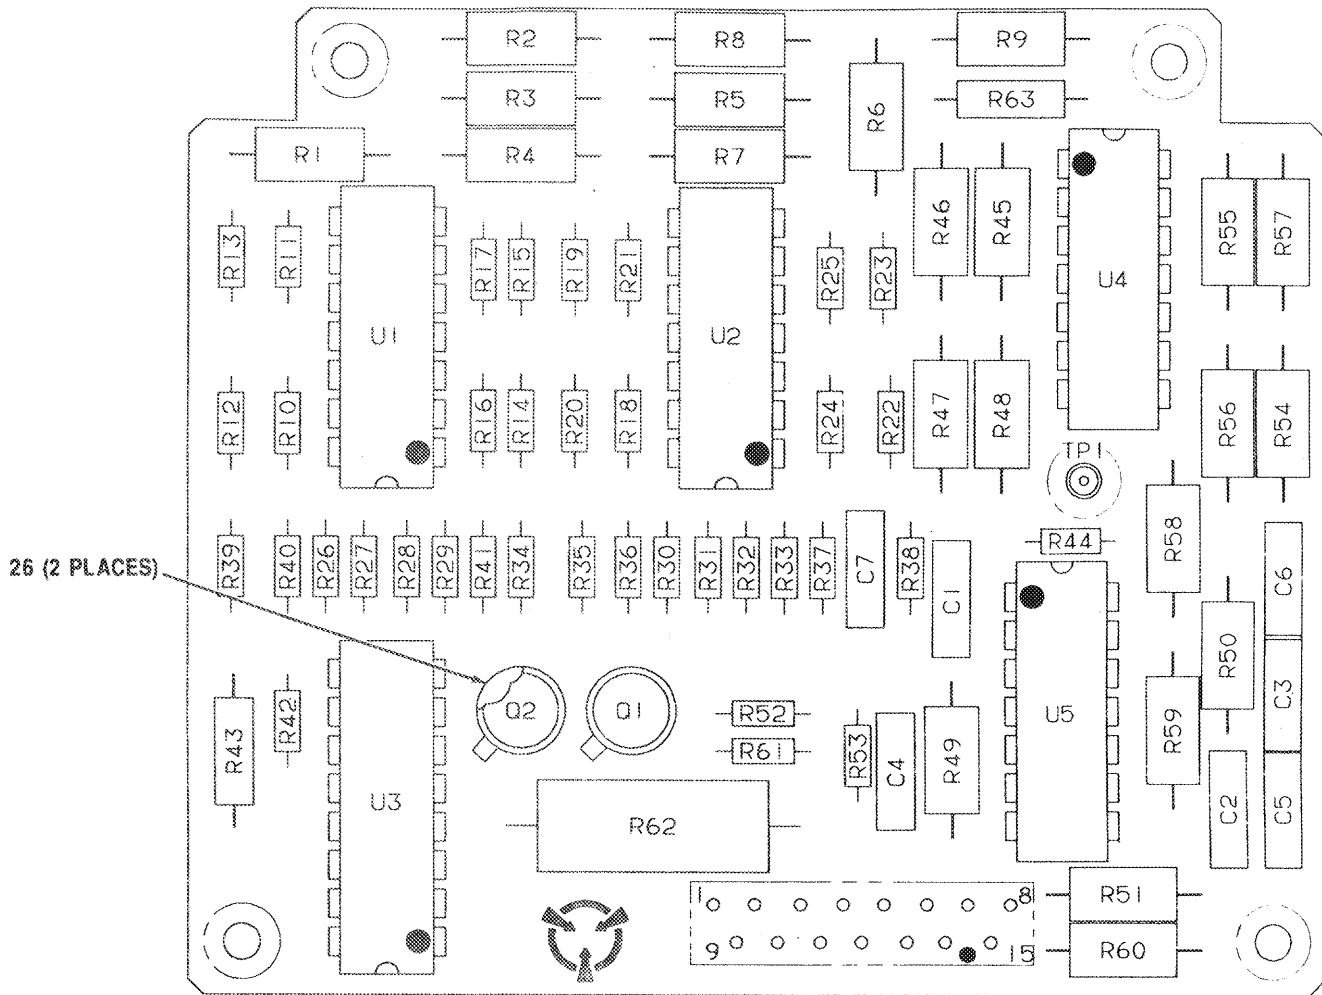 R2
R8
R9
R3
R5
R6
R63
R1
R4
R7
R13
R11
R17
R15
R19
R21
R25
R23
R46
R45
U4
R55
R57
U1
U2
R12
R10
R16
R14
R20
R18
R24
R22
R47
R48
R56
R54
TP1
R39
R40
R26
R27
R28
R29
R41
R34
R35
R36
R30
R31
R32
R33
R37
C7
R38
C1
R44
R58
C6
26 (2 PLACES)
R43
R42
Q2
Q1
R52
R61
R53
C4
R49
U5
R59
R50
C3
U3
R62
C2
C5
1
8
R51
9
15
R60